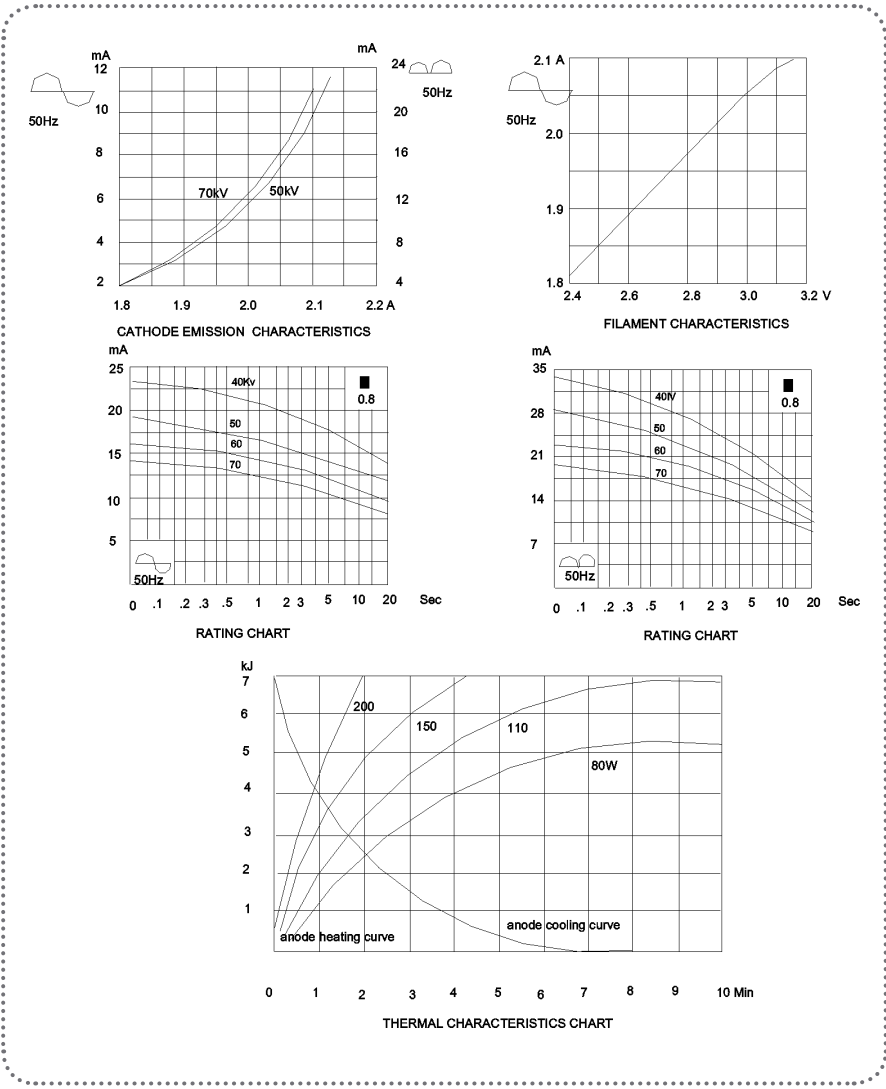 mA
mA
12
10
8
6
4
2
24
20
16
12
8
4
50Hz
50Hz
70kV
50kV
1.8 1.9 2.0 2.1 2.2 A
CATHODE EMISSION CHARACTERISTICS
2.1 A
2.0
1.9
1.8
50Hz
2.4 2.6 2.8 3.0 3.2 V
FILAMENT CHARACTERISTICS
mA
25
20
15
10
5
40Kv
50
60
70
0.8
50Hz
0 .1 .2 .3 .5 1 2 3 5 10 20 Sec
RATING CHART
mA
35
28
21
14
7
40IV
50
60
70
0.8
50Hz
0 .1 .2 .3 .5 1 2 3 5 10 20 Sec
RATING CHART
kJ
7
6
5
4
3
2
1
200
150
110
80W
anode cooling curve
anode heating curve
0 1 2 3 4 5 6 7 8 9 10 Min
THERMAL CHARACTERISTICS CHART